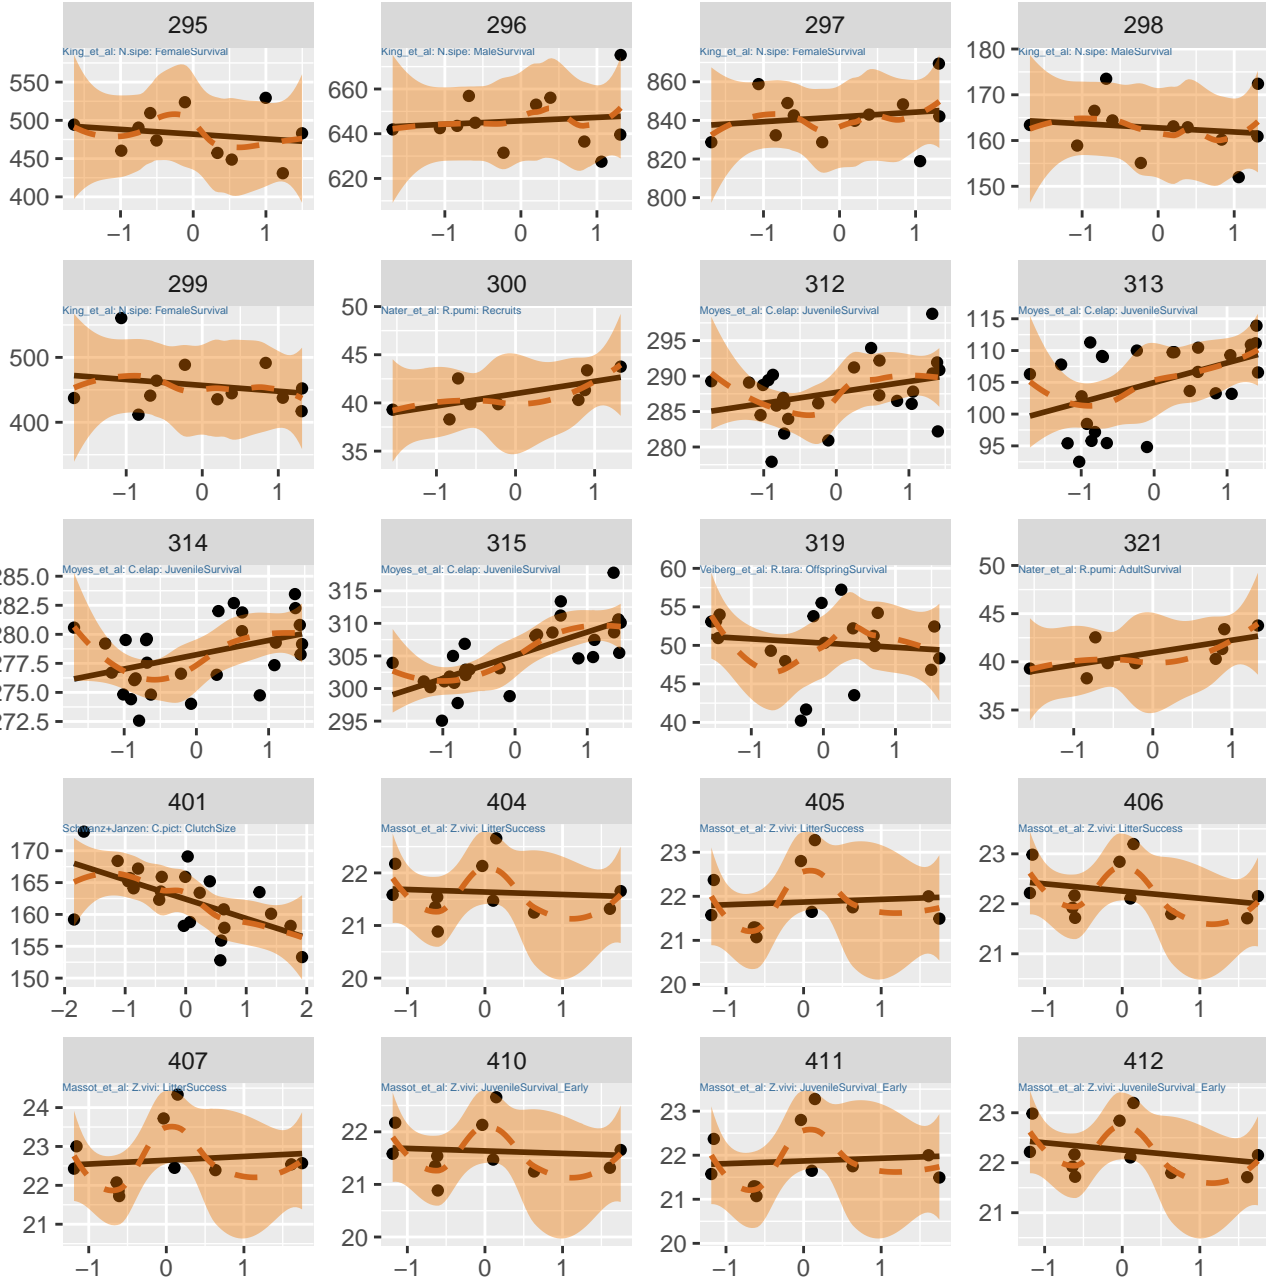 295 296 297 298
King_et_al: N.sipe: FemaleSurvival King_et_al: N.sipe: MaleSurvival King_et_al: N.sipe: FemaleSurvival King_et_al: N.sipe: MaleSurvival
550 500 450 400
660 640 620
860 840 820 800
180 170 160 150
−1 0 1 −1 0 1 −1 0 1 −1 0 1
299 300 312 313
King_et_al: N.sipe: FemaleSurvival Nater_et_al: R.pumi: Recruits Moyes_et_al: C.elap: JuvenileSurvival Moyes_et_al: C.elap: JuvenileSurvival
500 400
50 45 40 35
295 290 285 280
115 110 105 100 95
−1 0 1 −1 0 1 −1 0 1 −1 0 1
314 315 319 321
Moyes_et_al: C.elap: JuvenileSurvival Moyes_et_al: C.elap: JuvenileSurvival Veiberg_et_al: R.tara: OffspringSurvival Nater_et_al: R.pumi: AdultSurvival
285.0 282.5 280.0 277.5 275.0 272.5
315 310 305 300 295
60 55 50 45 40
50 45 40 35
−1 0 1 −1 0 1 −1 0 1 −1 0 1
401 404 405 406
Schwanz+Janzen: C.pict: ClutchSize Massot_et_al: Z.vivi: LitterSuccess Massot_et_al: Z.vivi: LitterSuccess Massot_et_al: Z.vivi: LitterSuccess
170 165 160 155 150
22 21 20
23 22 21 20
23 22 21
−2 −1 0 1 2 −1 0 1 −1 0 1 −1 0 1
407 410 411 412
Massot_et_al: Z.vivi: LitterSuccess Massot_et_al: Z.vivi: JuvenileSurvival_Early Massot_et_al: Z.vivi: JuvenileSurvival_Early Massot_et_al: Z.vivi: JuvenileSurvival_Early
24 23 22 21
22 21 20
23 22 21 20
23 22 21
−1 0 1 −1 0 1 −1 0 1 −1 0 1